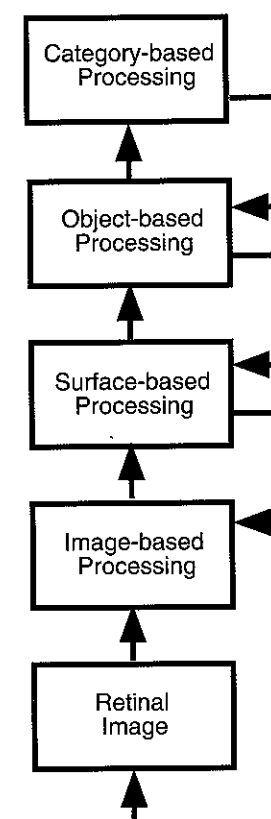 Category-based
Processing
Object-based
Processing
Surface-based
Processing
Image-based
Processing
Retinal
Image